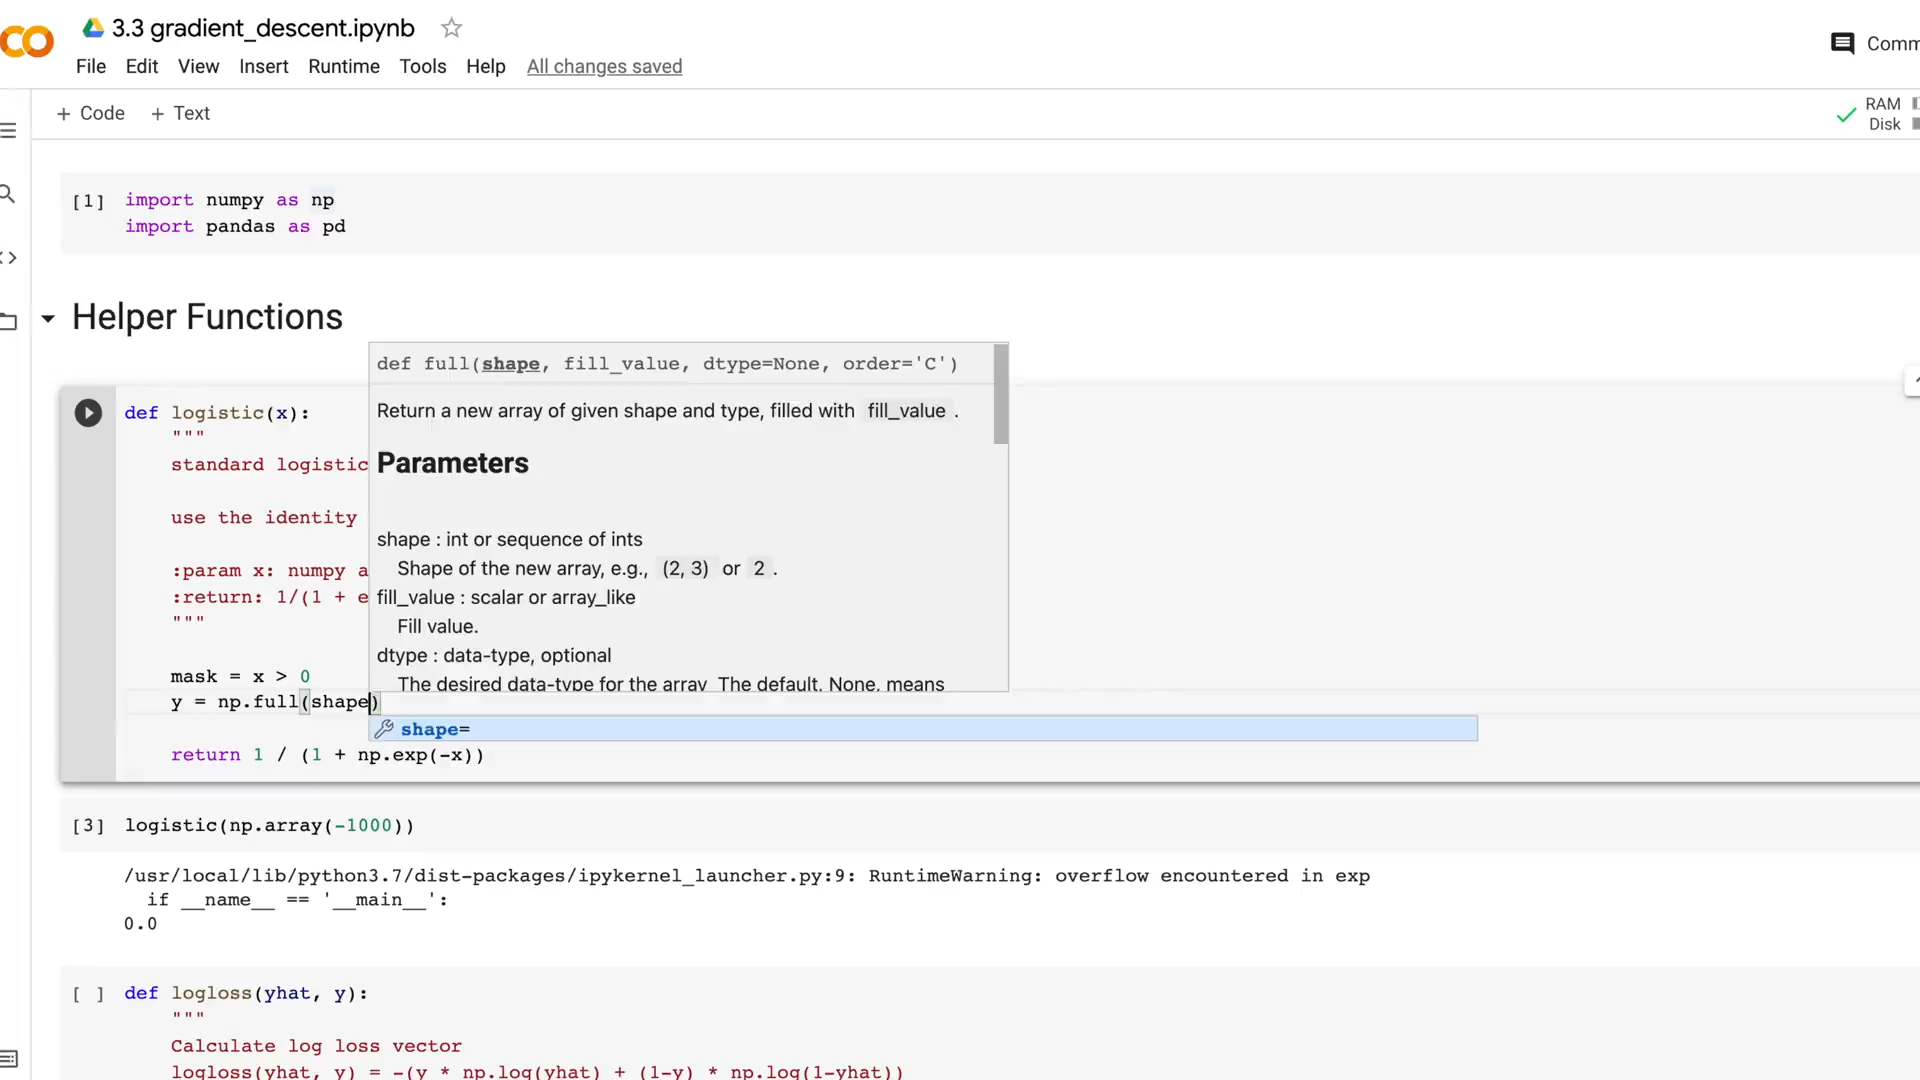 3.3 gradient_descent.ipynb
File Edit View Insert Runtime Tools Help All changes saved
Comm
+ Code + Text
RAM
Disk
[1] import numpy as np
import pandas as pd
Helper Functions
def full(shape, fill_value, dtype=None, order='C')
Return a new array of given shape and type, filled with fill_value .
Parameters
shape : int or sequence of ints
Shape of the new array, e.g., (2, 3) or 2 .
fill_value : scalar or array_like
Fill value.
dtype : data-type, optional
The desired data-type for the array The default, None, means
def logistic(x):
"""
standard logistic
use the identity
:param x: numpy a
:return: 1/(1 + e
"""
mask = x > 0
y = np.full(shape)
shape=
return 1 / (1 + np.exp(-x))
[3] logistic(np.array(-1000))
/usr/local/lib/python3.7/dist-packages/ipykernel_launcher.py:9: RuntimeWarning: overflow encountered in exp
if __name__ == '__main__':
0.0
[ ] def logloss(yhat, y):
"""
Calculate log loss vector
logloss(yhat, y) = -(y * np.log(yhat) + (1-y) * np.log(1-yhat))